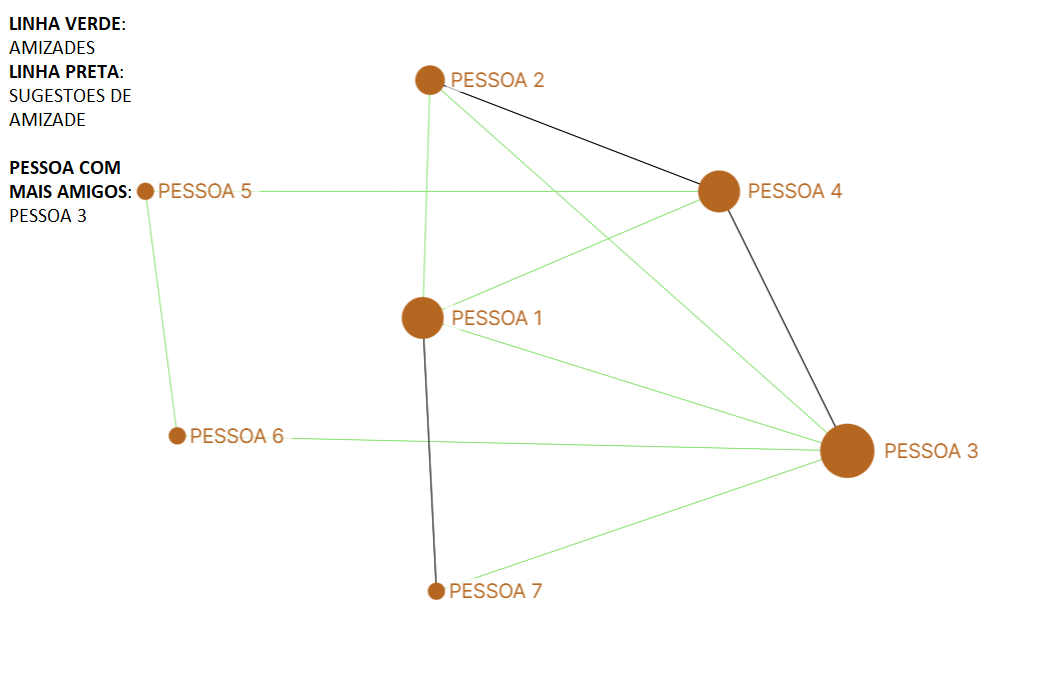 LINHA VERDE:
AMIZADES
LINHA PRETA:
SUGESTOES DE
AMIZADE
PESSOA COM
MAIS AMIGOS:
PESSOA 3
PESSOA 2
PESSOA 5
PESSOA 4
PESSOA 1
PESSOA 6
PESSOA 3
PESSOA 7